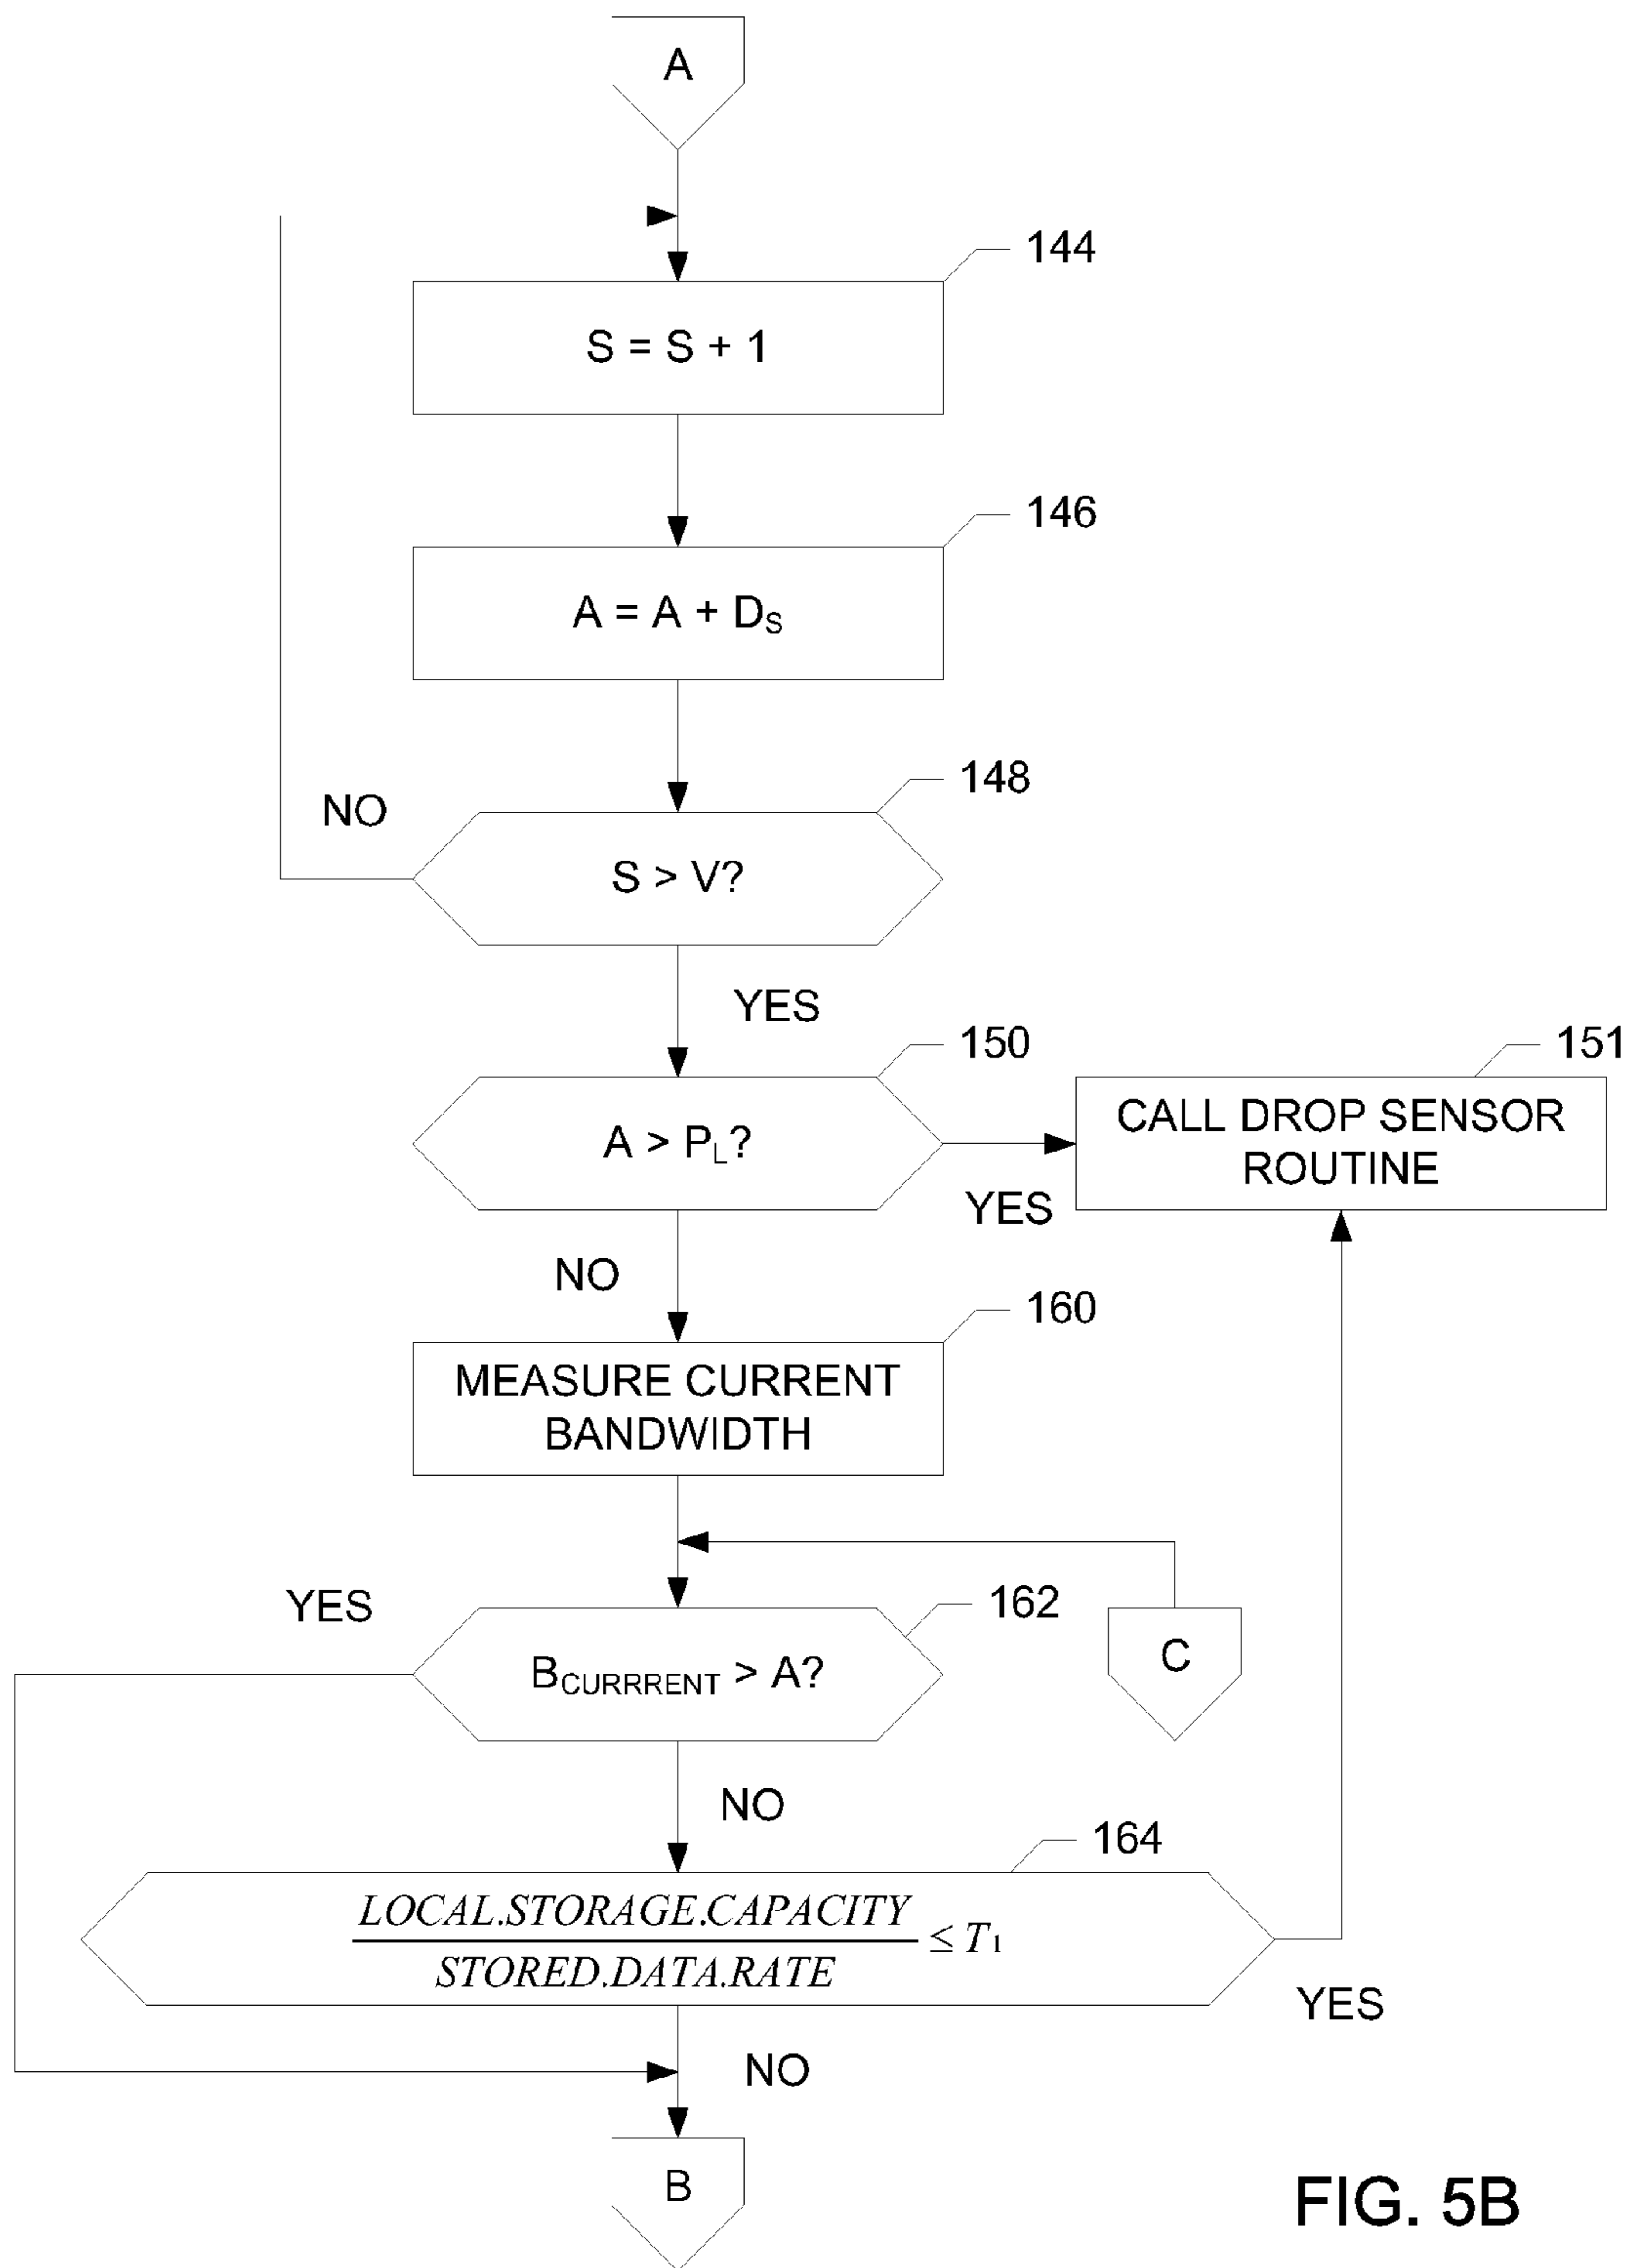 A
144
S = S + 1
146
A = A + DS
148
NO
S > V?
YES
150
151
A > PL?
CALL DROP SENSOR
ROUTINE
YES
NO
160
MEASURE CURRENT
BANDWIDTH
YES
162
BCURRRENT > A?
C
NO
164
LOCAL.STORAGE.CAPACITY
STORED.DATA.RATE
≤ T1
YES
NO
B
FIG. 5B